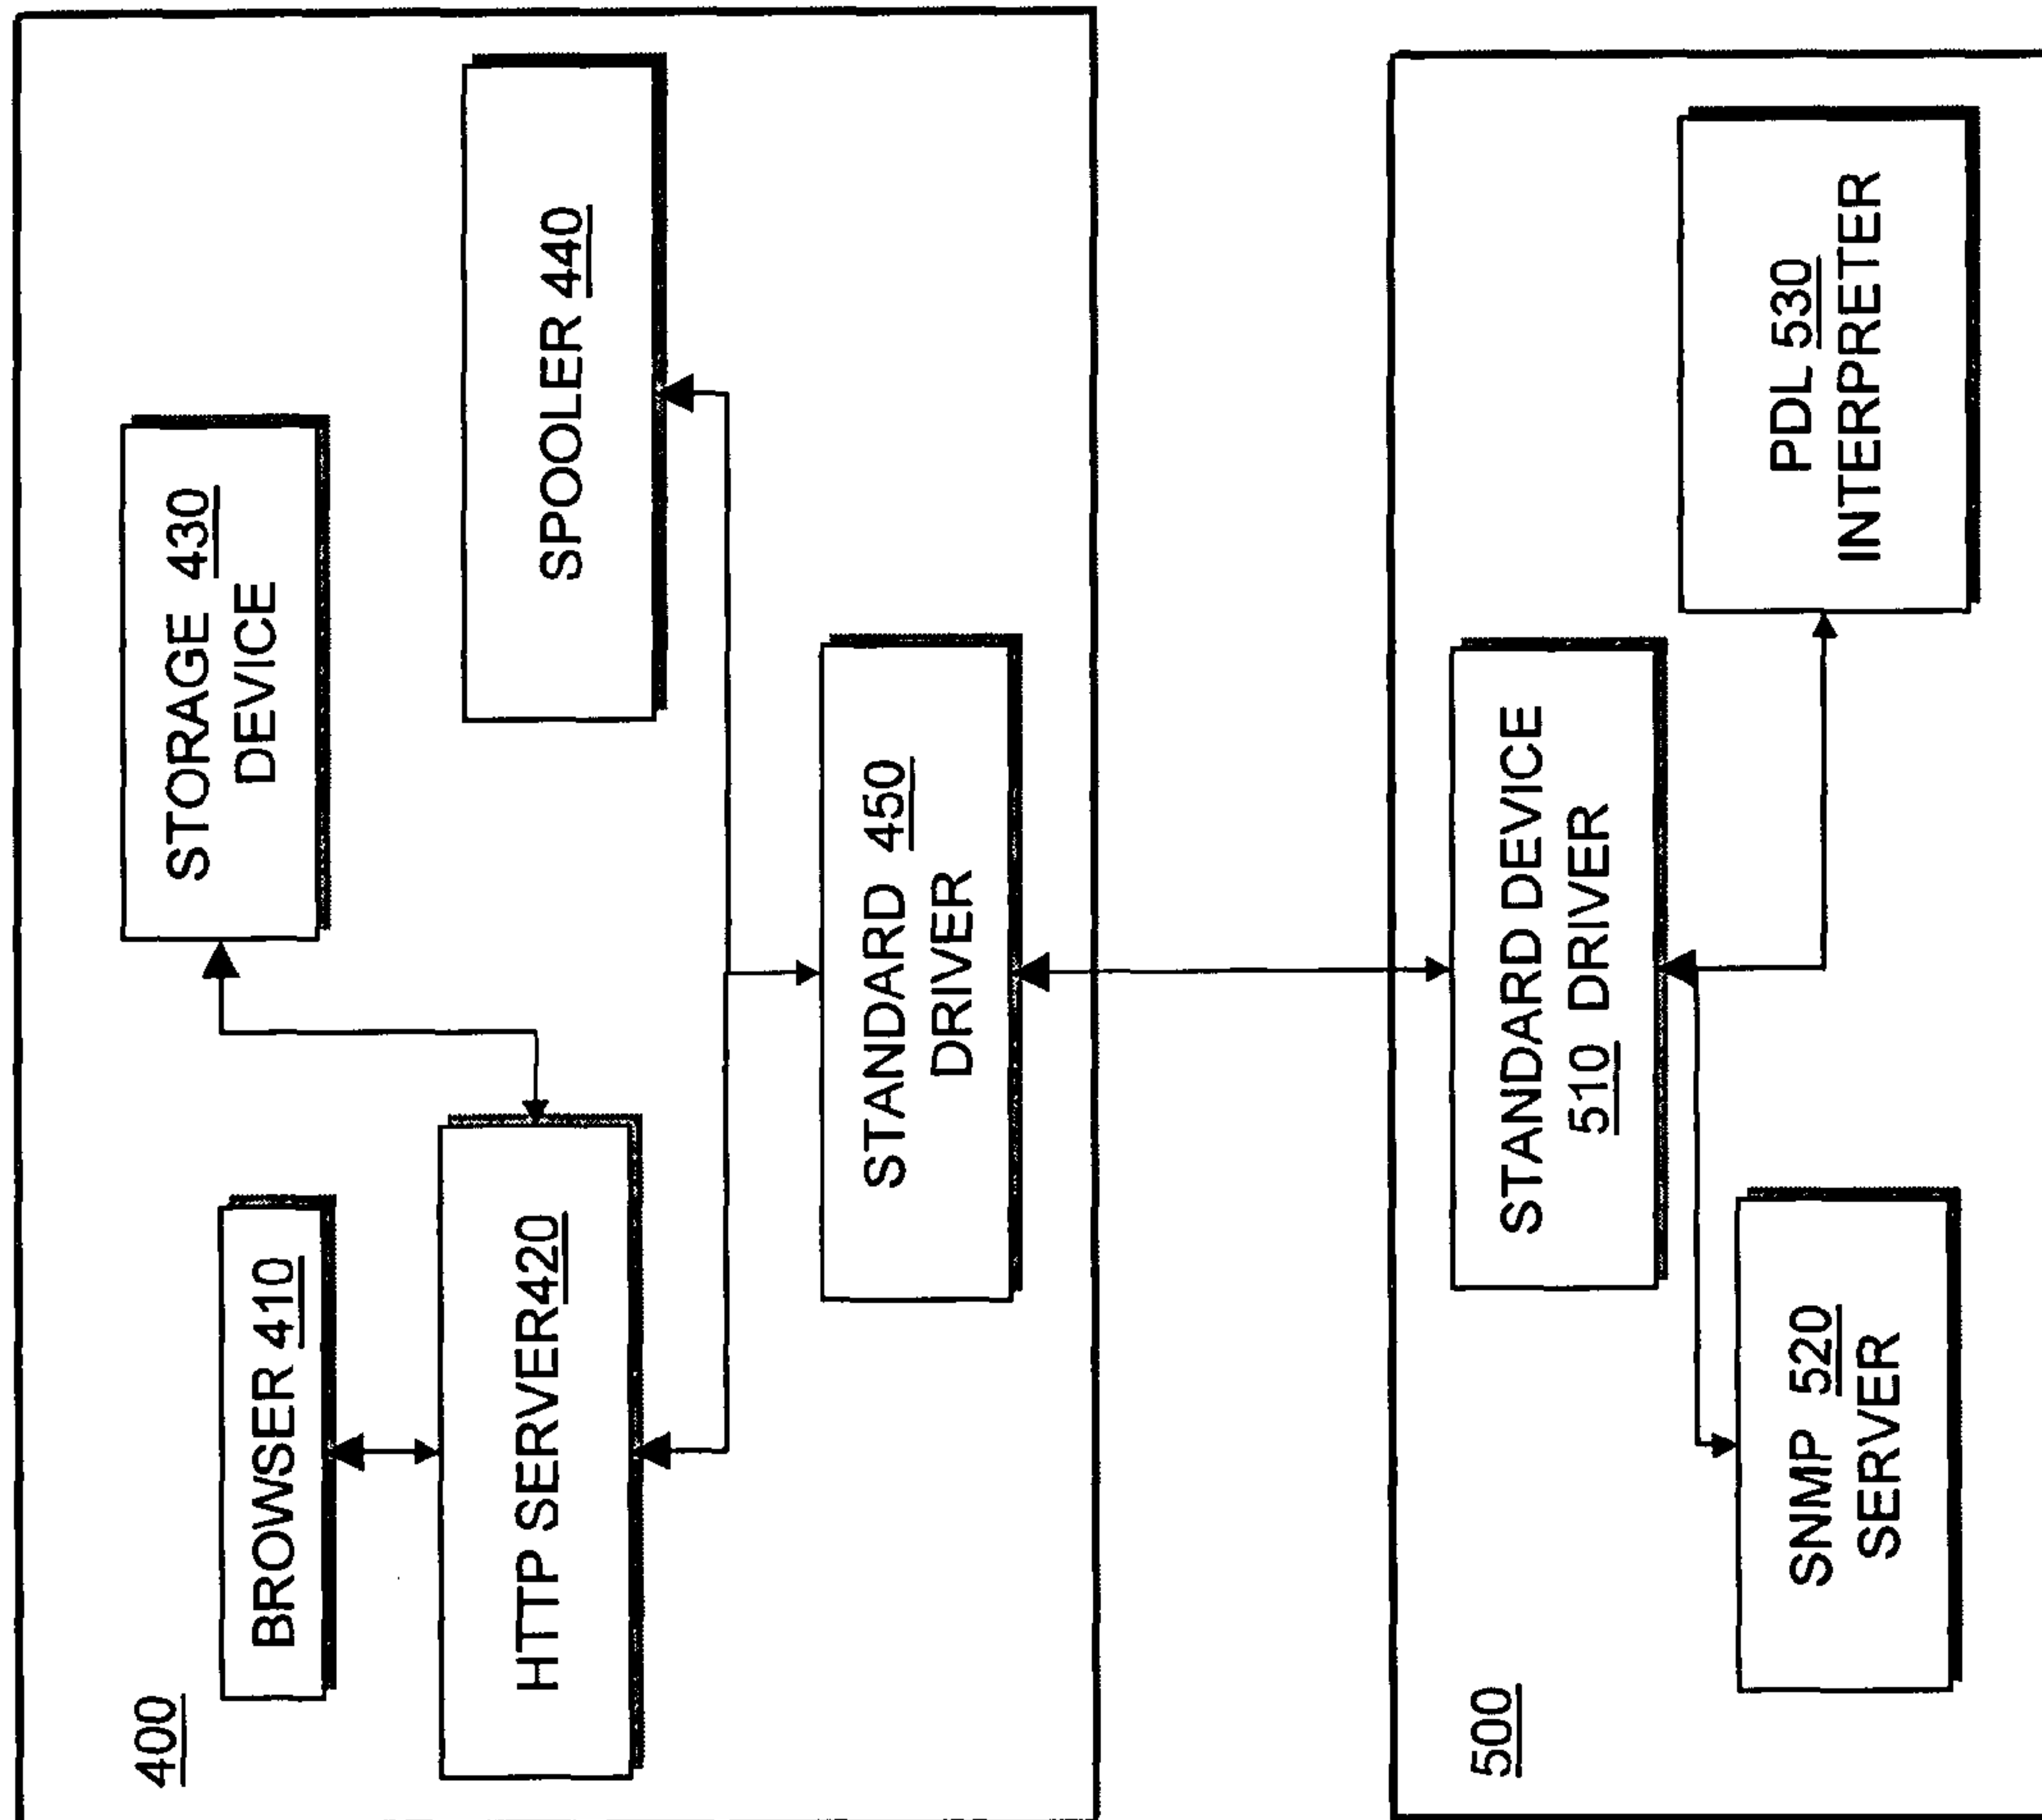 400
BROWSER 410
HTTP SERVER420
STORAGE 430
DEVICE
SPOOLER 440
STANDARD 450
DRIVER
500
STANDARD DEVICE
510 DRIVER
SNMP 520
SERVER
PDL 530
INTERPRETER